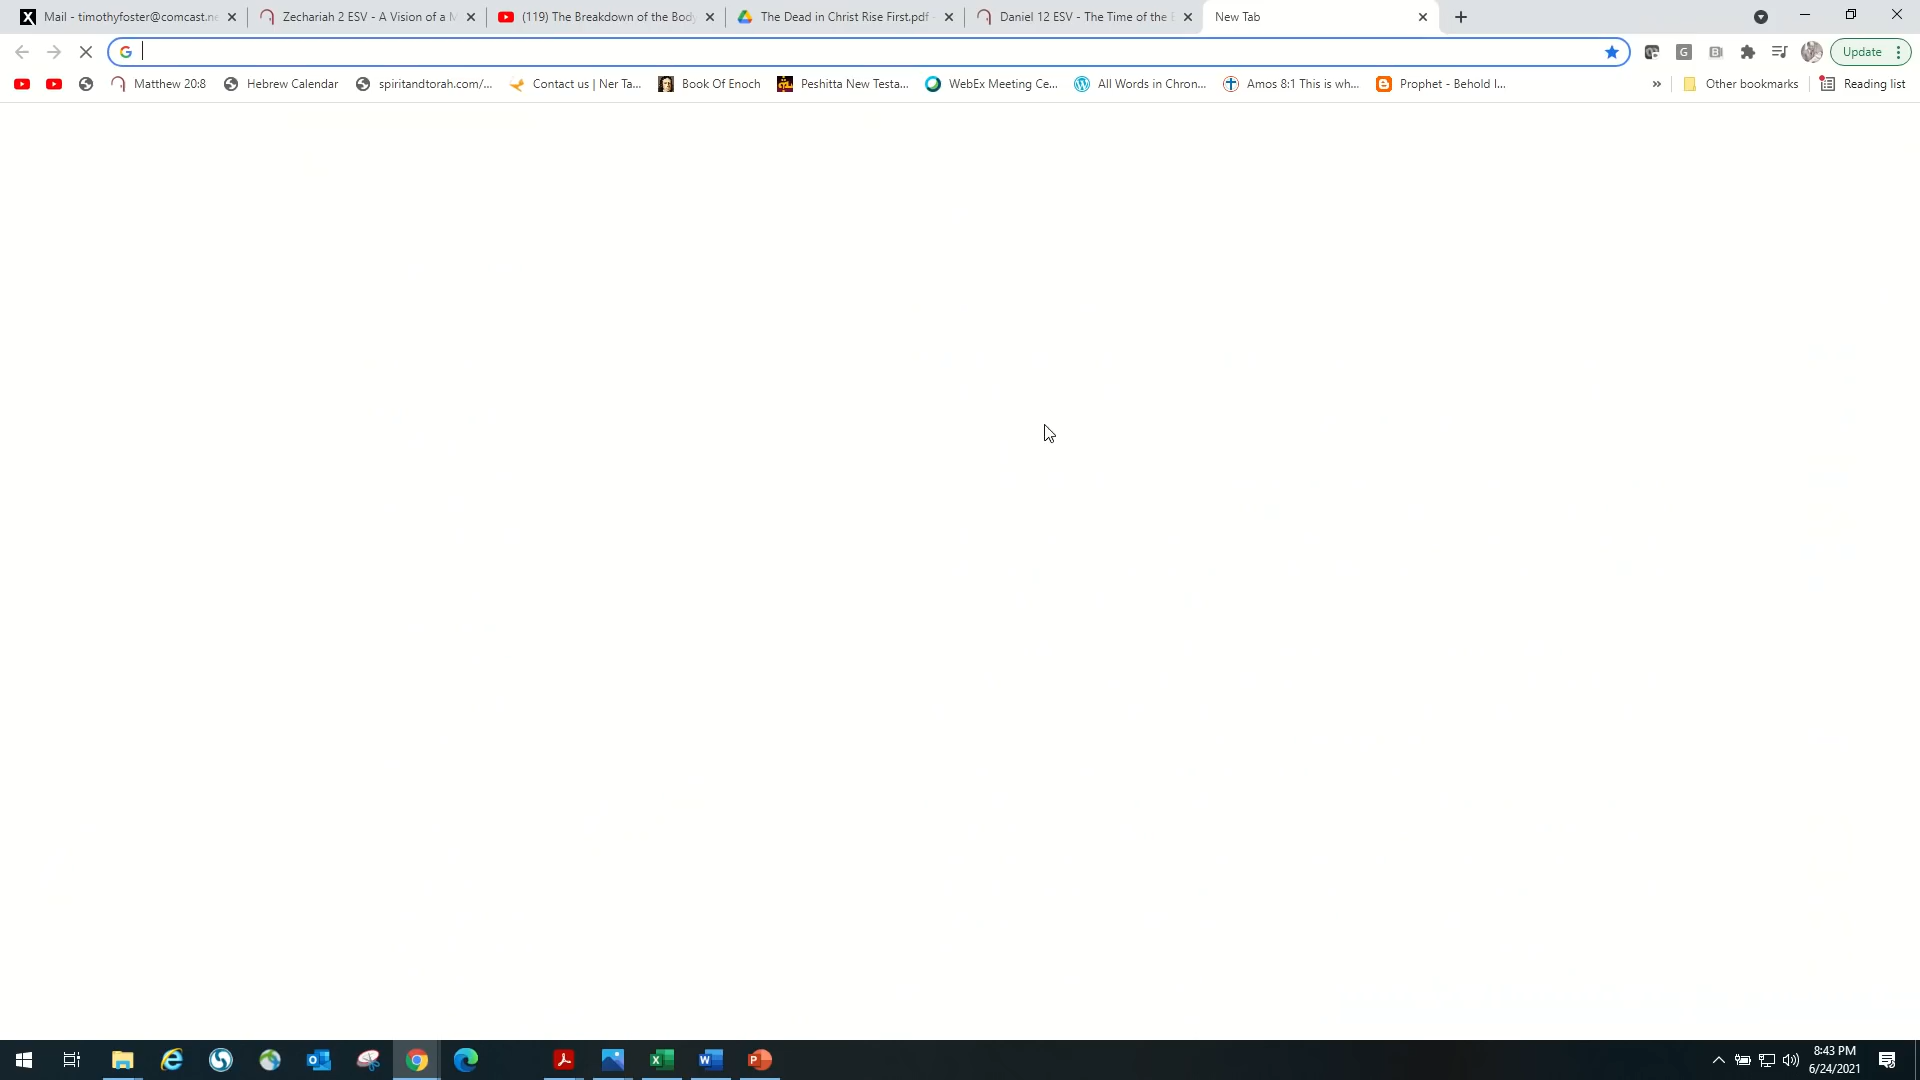 Mail - timothyfoster@comcast.ne
Zechariah 2 ESV - A Vision of a M
(119) The Breakdown of the Body
The Dead in Christ Rise First.pdf
Daniel 12 ESV - The Time of the E
New Tab
Update
Matthew 20:8
Hebrew Calendar
spiritandtorah.com/...
Contact us | Ner Ta...
Book Of Enoch
Peshitta New Testa...
WebEx Meeting Ce...
All Words in Chron...
Amos 8:1 This is wh...
Prophet - Behold I...
»
Other bookmarks
Reading list
8:43 PM
6/24/2021